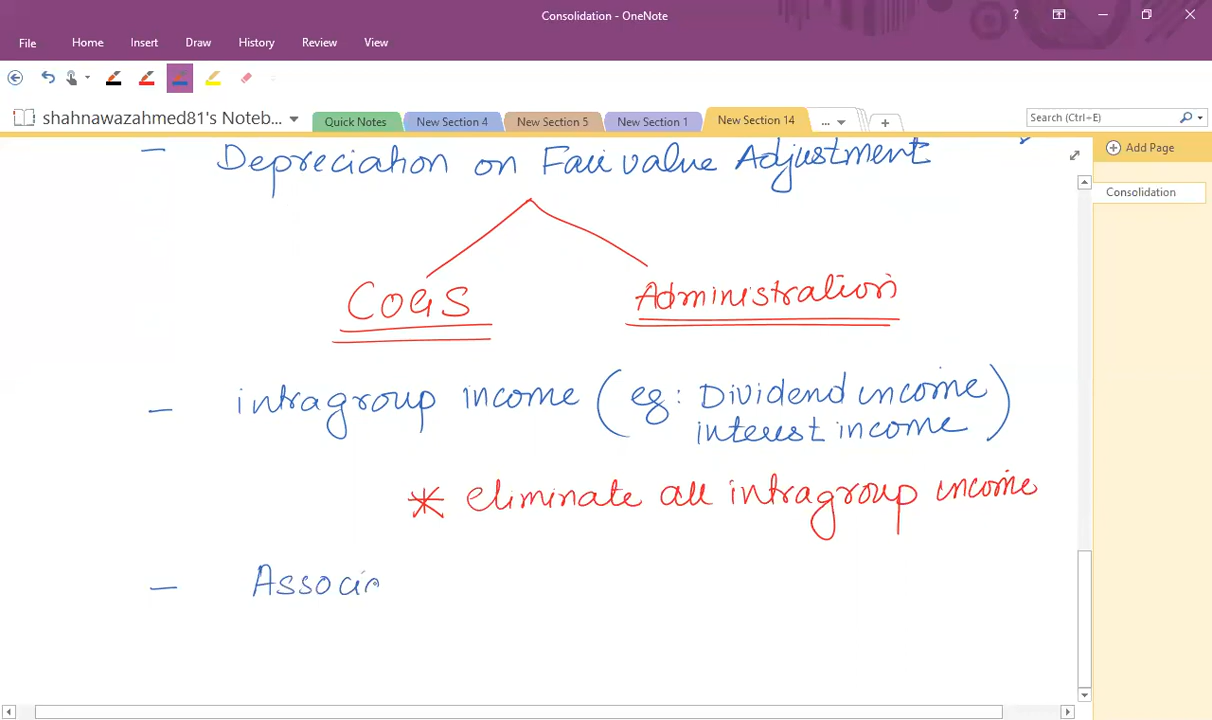 Consolidation - OneNote
?
File Home Insert Draw History Review View
shahnawazahmed81's Noteb... Quick Notes New Section 4 New Section 5 New Section 1 New Section 14 ... Search (Ctrl+E)
Add Page
Consolidation
- Depreciation on Fair value Adjustment
COGS Administration
- intragroup income (eg: Dividend income
interest income)
* eliminate all intragroup income
- Associa